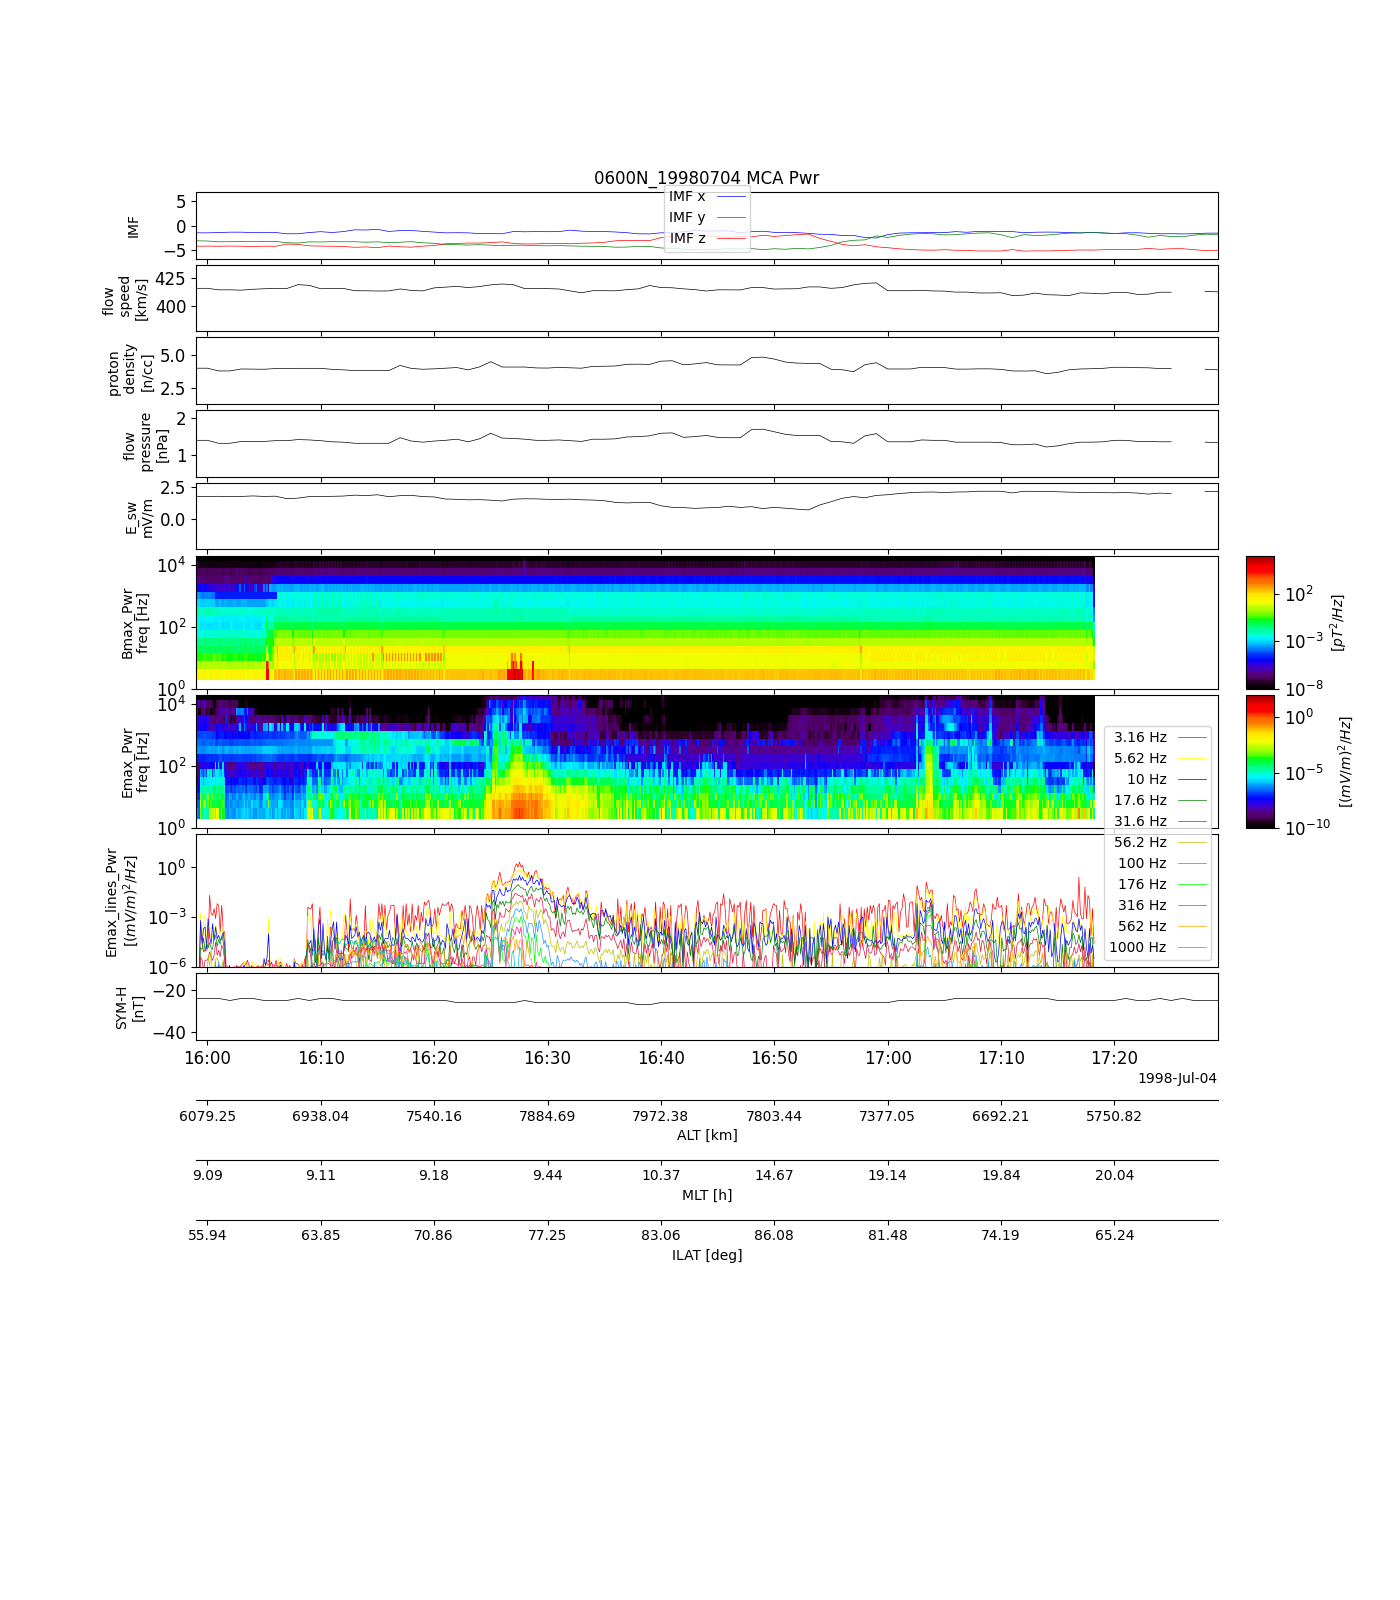 0600N_19980704 MCA Pwr
IMF
5
0
−5
IMF x
IMF y
IMF z
flow
speed
[km/s]
425
400
proton
density
[n/cc]
5.0
2.5
flow
pressure
[nPa]
2
1
E_sw
mV/m
2.5
0.0
Bmax_Pwr
freq [Hz]
10^4
10^2
10^0
10^2
10^−3
10^−8
[pT^2/Hz]
Emax_Pwr
freq [Hz]
10^4
10^2
10^0
10^0
10^−5
10^−10
[(mV/m)^2/Hz]
3.16 Hz
5.62 Hz
10 Hz
17.6 Hz
31.6 Hz
56.2 Hz
100 Hz
176 Hz
316 Hz
562 Hz
1000 Hz
Emax_lines_Pwr
[(mV/m)^2/Hz]
10^0
10^−3
10^−6
SYM-H
[nT]
−20
−40
16:00 16:10 16:20 16:30 16:40 16:50 17:00 17:10 17:20
1998-Jul-04
6079.25 6938.04 7540.16 7884.69 7972.38 7803.44 7377.05 6692.21 5750.82
ALT [km]
9.09 9.11 9.18 9.44 10.37 14.67 19.14 19.84 20.04
MLT [h]
55.94 63.85 70.86 77.25 83.06 86.08 81.48 74.19 65.24
ILAT [deg]